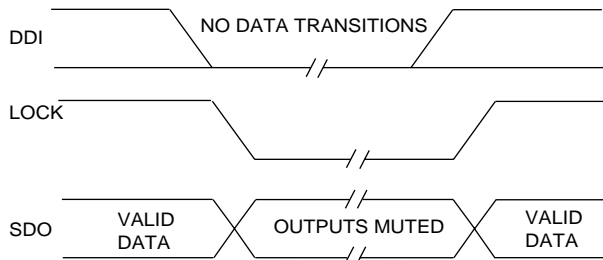 NO DATA TRANSITIONS
DDI
LOCK
SDO
VALID
DATA
OUTPUTS MUTED
VALID
DATA